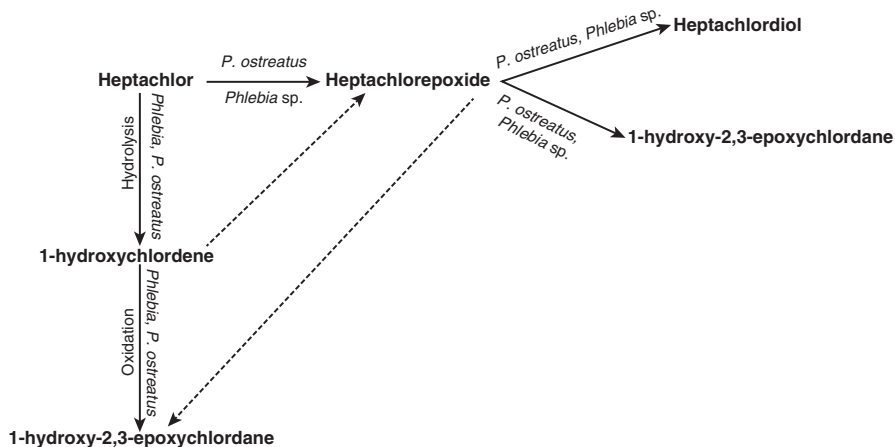 Heptachlordiol
P. ostreatus, Phlebia sp.
P. ostreatus
Heptachlor
Heptachlorepoxide
Phlebia sp.
P. ostreatus,
Phlebia sp.
1-hydroxy-2,3-epoxychlordane
Hydrolysis
Phlebia, P. ostreatus
1-hydroxychlordene
Oxidation
Phlebia, P. ostreatus
1-hydroxy-2,3-epoxychlordane